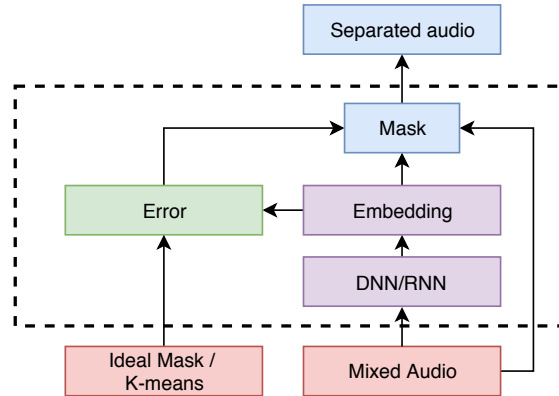 Separated audio
Mask
Error
Embedding
DNN/RNN
Ideal Mask /
K-means
Mixed Audio